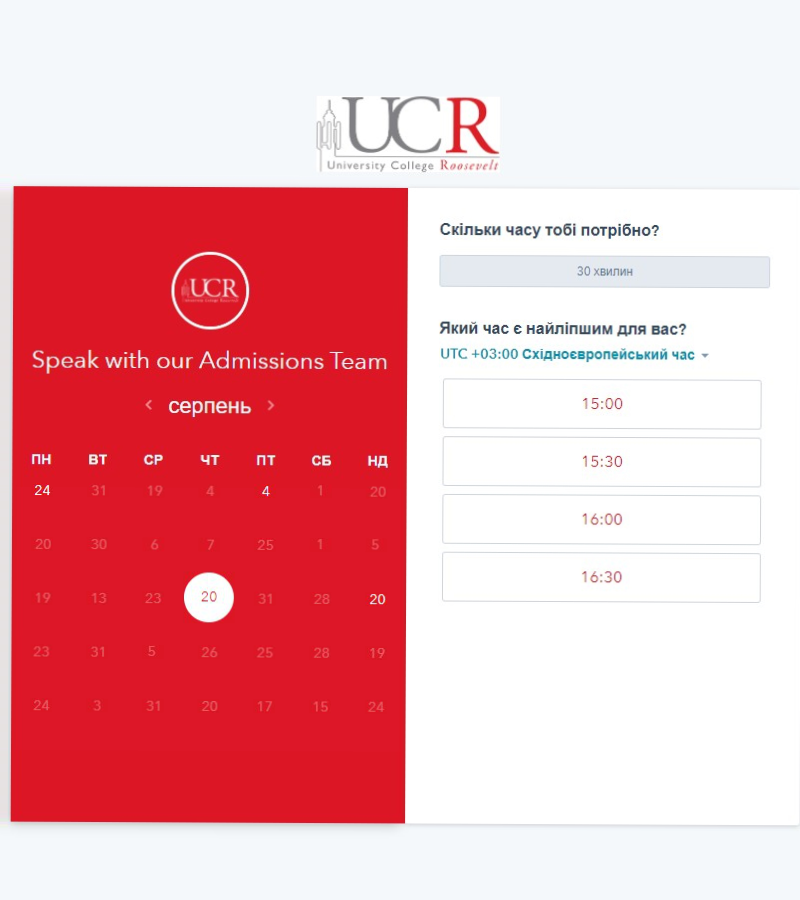 UCR
University College Roosevelt
UCR
Speak with our Admissions Team
серпень
ПН ВТ СР ЧТ ПТ СБ НД
24 31 19 4 4 1 20
20 30 6 7 25 1 5
19 13 23 20 31 28 20
23 31 5 26 25 28 19
24 3 31 20 17 15 24
Скільки часу тобі потрібно?
30 хвилин
Який час є найліпшим для вас?
UTC +03:00 Східноєвропейський час
15:00
15:30
16:00
16:30